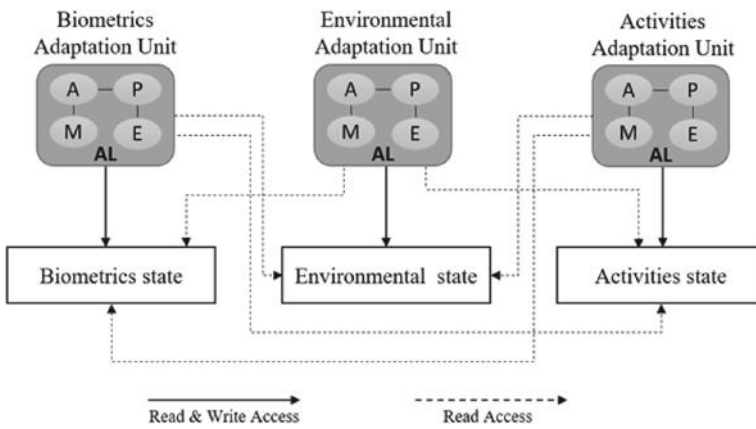 Biometrics
Adaptation Unit
Environmental
Adaptation Unit
Activities
Adaptation Unit
A P
M E
AL
A P
M E
AL
A P
M E
AL
Biometrics state
Environmental state
Activities state
Read & Write Access
Read Access